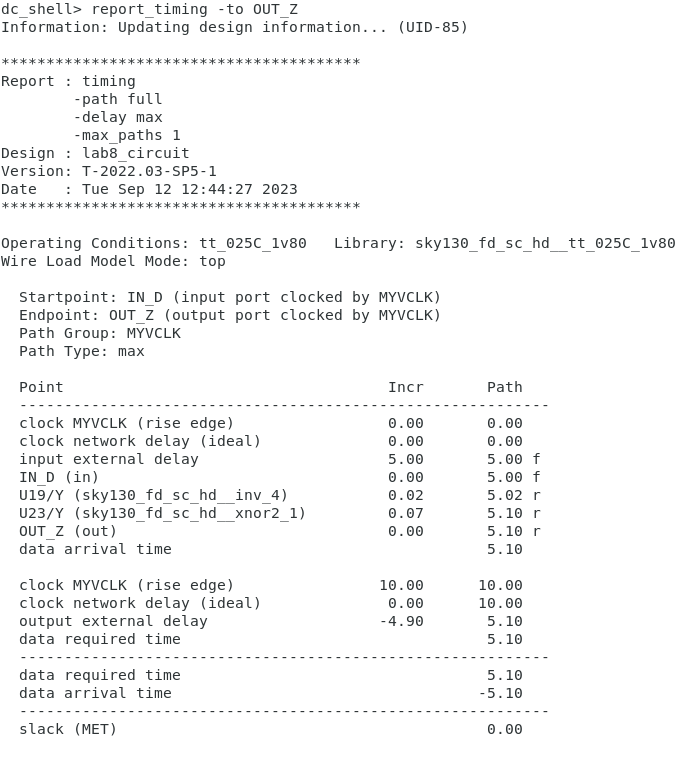 dc_shell> report_timing -to OUT_Z
Information: Updating design information... (UID-85)
****************************************
Report : timing
        -path full
        -delay max
        -max_paths 1
Design : lab8_circuit
Version: T-2022.03-SP5-1
Date   : Tue Sep 12 12:44:27 2023
****************************************
Operating Conditions: tt_025C_1v80   Library: sky130_fd_sc_hd__tt_025C_1v80
Wire Load Model Mode: top
  Startpoint: IN_D (input port clocked by MYVCLK)
  Endpoint: OUT_Z (output port clocked by MYVCLK)
  Path Group: MYVCLK
  Path Type: max
  Point                                    Incr       Path
  -----------------------------------------------------------
  clock MYVCLK (rise edge)                 0.00       0.00
  clock network delay (ideal)              0.00       0.00
  input external delay                     5.00       5.00 f
  IN_D (in)                                0.00       5.00 f
  U19/Y (sky130_fd_sc_hd__inv_4)           0.02       5.02 r
  U23/Y (sky130_fd_sc_hd__xnor2_1)         0.07       5.10 r
  OUT_Z (out)                              0.00       5.10 r
  data arrival time                                   5.10
  clock MYVCLK (rise edge)                10.00      10.00
  clock network delay (ideal)              0.00      10.00
  output external delay                   -4.90       5.10
  data required time                                  5.10
  -----------------------------------------------------------
  data required time                                  5.10
  data arrival time                                  -5.10
  -----------------------------------------------------------
  slack (MET)                                         0.00